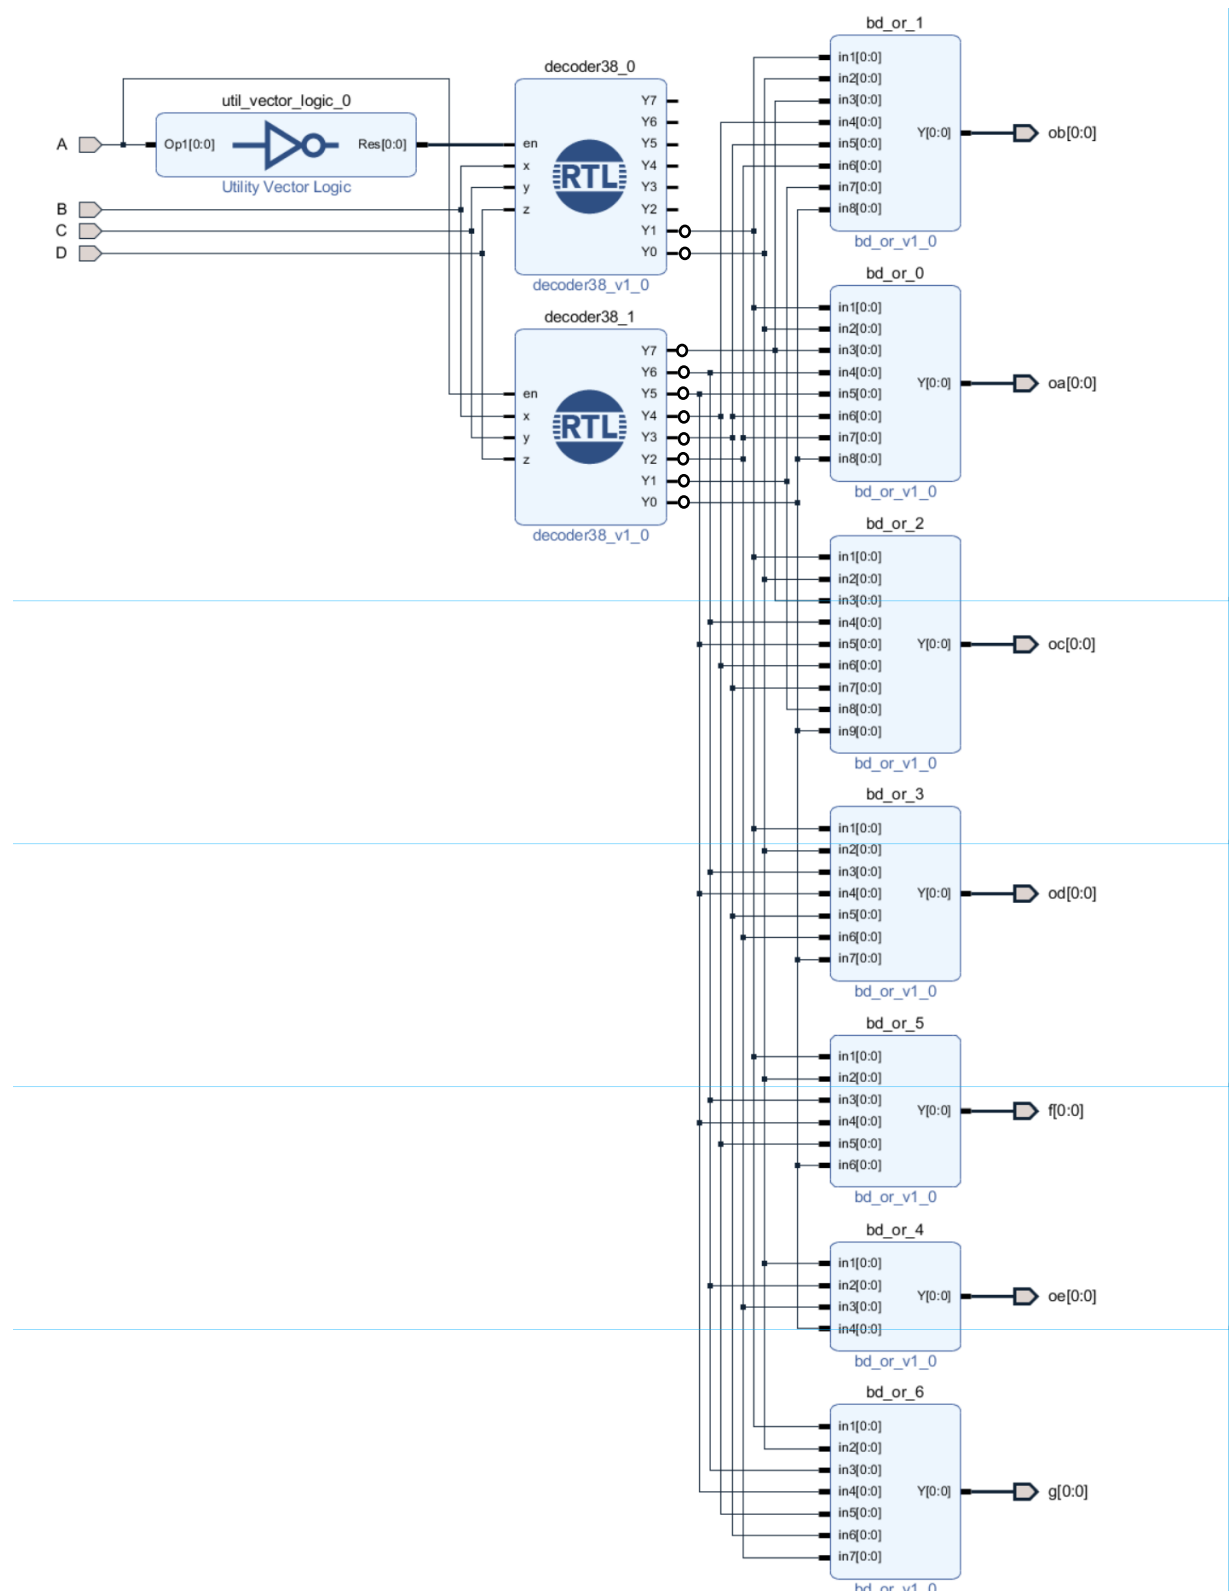 bd_or_1
in1[0:0]
in2[0:0]
in3[0:0]
in4[0:0]
in5[0:0]
in6[0:0]
in7[0:0]
in8[0:0]
Y[0:0]
ob[0:0]
bd_or_v1_0
decoder38_0
en
x
y
z
Y7
Y6
Y5
Y4
Y3
Y2
Y1
Y0
RTL
decoder38_v1_0
util_vector_logic_0
Op1[0:0]
Res[0:0]
Utility Vector Logic
A
B
C
D
bd_or_0
in1[0:0]
in2[0:0]
in3[0:0]
in4[0:0]
in5[0:0]
in6[0:0]
in7[0:0]
in8[0:0]
Y[0:0]
oa[0:0]
bd_or_v1_0
decoder38_1
en
x
y
z
Y7
Y6
Y5
Y4
Y3
Y2
Y1
Y0
RTL
decoder38_v1_0
bd_or_2
in1[0:0]
in2[0:0]
in3[0:0]
in4[0:0]
in5[0:0]
in6[0:0]
in7[0:0]
in8[0:0]
in9[0:0]
Y[0:0]
oc[0:0]
bd_or_v1_0
bd_or_3
in1[0:0]
in2[0:0]
in3[0:0]
in4[0:0]
in5[0:0]
in6[0:0]
in7[0:0]
Y[0:0]
od[0:0]
bd_or_v1_0
bd_or_5
in1[0:0]
in2[0:0]
in3[0:0]
in4[0:0]
in5[0:0]
in6[0:0]
Y[0:0]
f[0:0]
bd_or_v1_0
bd_or_4
in1[0:0]
in2[0:0]
in3[0:0]
in4[0:0]
Y[0:0]
oe[0:0]
bd_or_v1_0
bd_or_6
in1[0:0]
in2[0:0]
in3[0:0]
in4[0:0]
in5[0:0]
in6[0:0]
in7[0:0]
Y[0:0]
g[0:0]
bd_or_v1_0